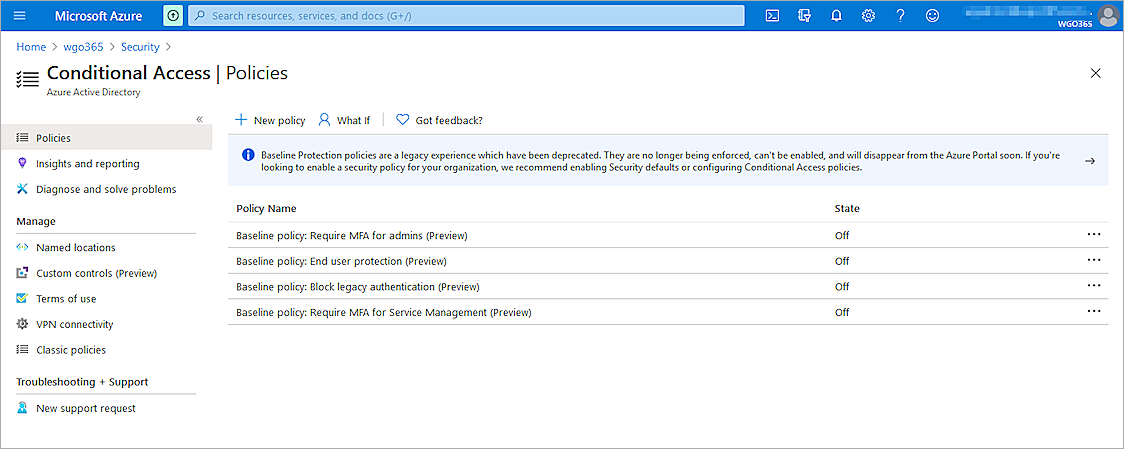 Microsoft Azure
Search resources, services, and docs (G+/)
WGO365
Home > wgo365 > Security >
Conditional Access | Policies
Azure Active Directory
Policies
Insights and reporting
Diagnose and solve problems
Manage
Named locations
Custom controls (Preview)
Terms of use
VPN connectivity
Classic policies
Troubleshooting + Support
New support request
New policy
What If
Got feedback?
Baseline Protection policies are a legacy experience which have been deprecated. They are no longer being enforced, can't be enabled, and will disappear from the Azure Portal soon. If you're
looking to enable a security policy for your organization, we recommend enabling Security defaults or configuring Conditional Access policies.
Policy Name State
Baseline policy: Require MFA for admins (Preview) Off
Baseline policy: End user protection (Preview) Off
Baseline policy: Block legacy authentication (Preview) Off
Baseline policy: Require MFA for Service Management (Preview) Off